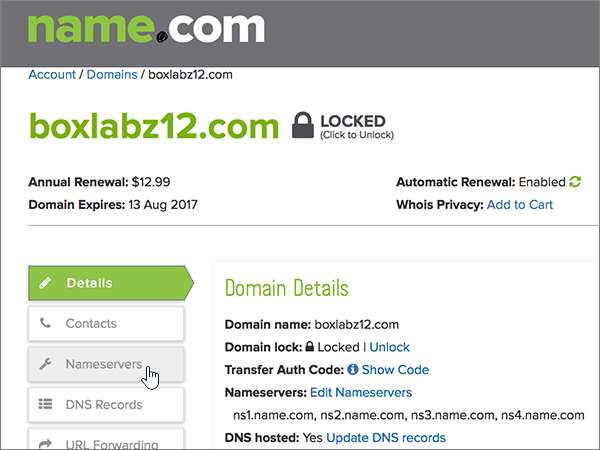 name.com
Account / Domains / boxlabz12.com
boxlabz12.com LOCKED
(Click to Unlock)
Annual Renewal: $12.99
Automatic Renewal: Enabled
Domain Expires: 13 Aug 2017
Whois Privacy: Add to Cart
Details
Contacts
Nameservers
DNS Records
URL Forwarding
Domain Details
Domain name: boxlabz12.com
Domain lock: Locked | Unlock
Transfer Auth Code: Show Code
Nameservers: Edit Nameservers
ns1.name.com, ns2.name.com, ns3.name.com, ns4.name.com
DNS hosted: Yes Update DNS records